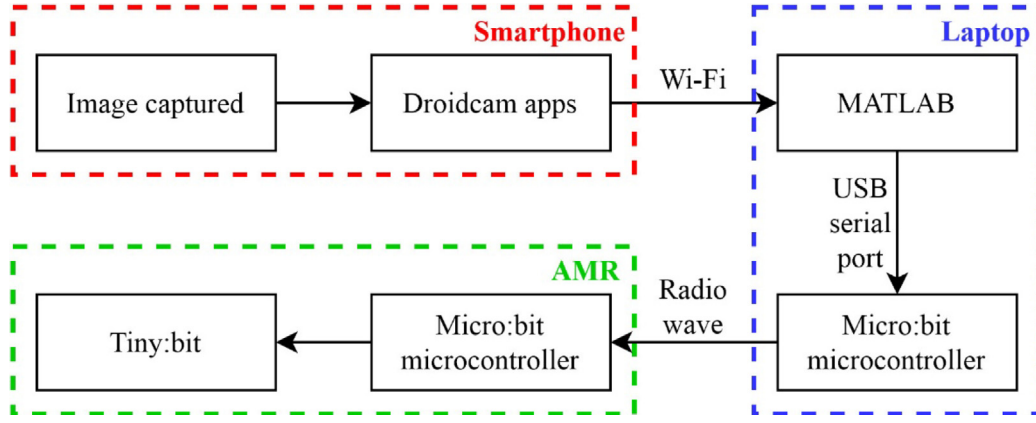 Smartphone
Image captured
Droidcam apps
Wi-Fi
Laptop
MATLAB
USB
serial
port
Micro:bit
microcontroller
Radio
wave
AMR
Micro:bit
microcontroller
Tiny:bit